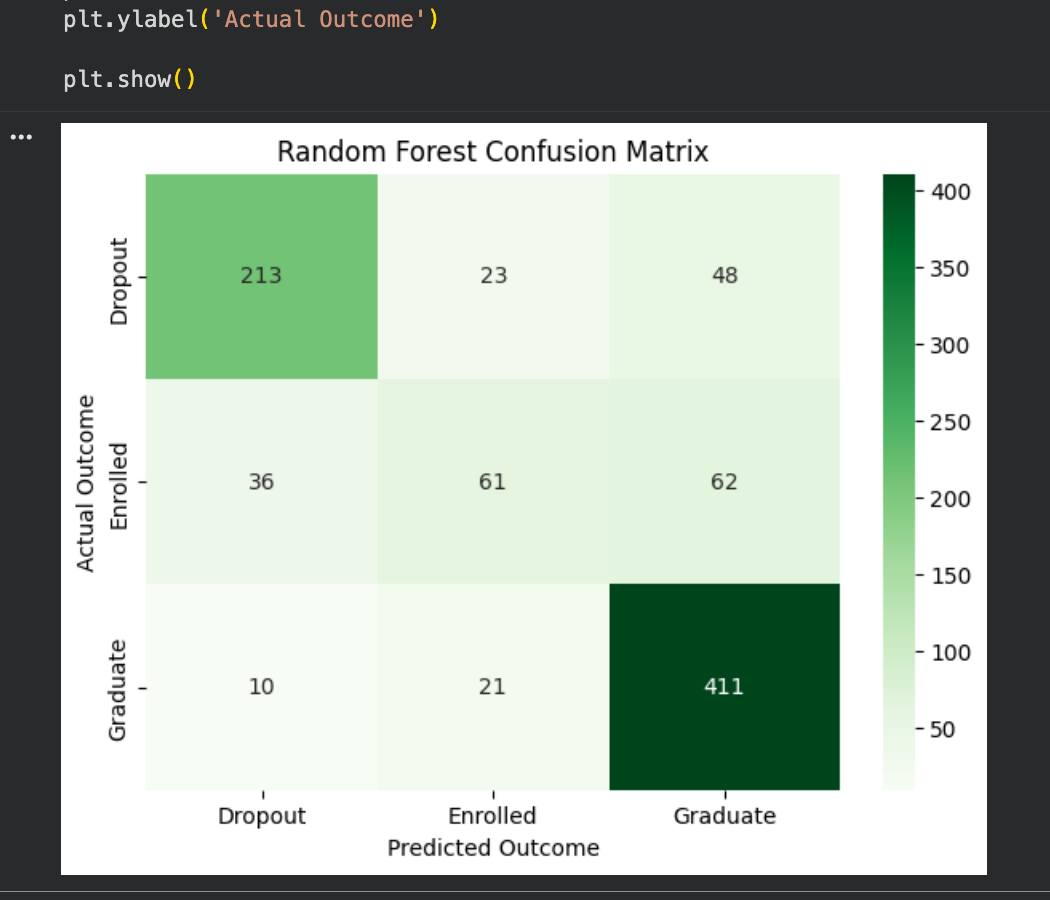 plt.ylabel('Actual Outcome')
plt.show()
...
Random Forest Confusion Matrix
Actual Outcome
Dropout
213
23
48
Enrolled
36
61
62
Graduate
10
21
411
Dropout
Enrolled
Graduate
Predicted Outcome
400
350
300
250
200
150
100
50